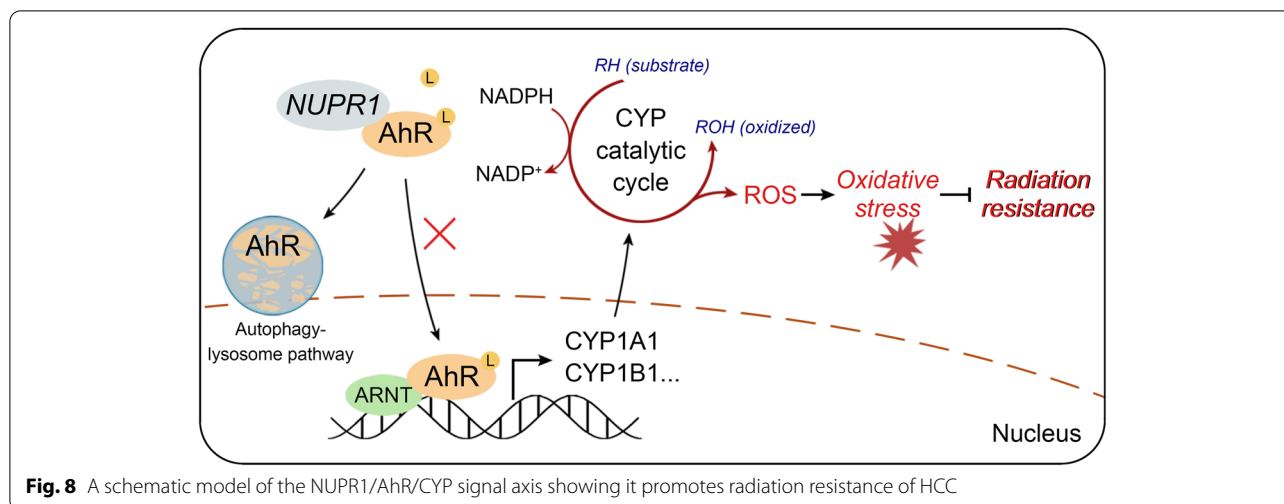 L
NUPR1
L
AhR
AhR
Autophagy-
lysosome pathway
NADPH
NADP+
RH (substrate)
CYP
catalytic
cycle
ROH (oxidized)
ROS
Oxidative
stress
Radiation
resistance
CYP1A1
CYP1B1...
L
AhR
ARNT
Nucleus
Fig. 8 A schematic model of the NUPR1/AhR/CYP signal axis showing it promotes radiation resistance of HCC